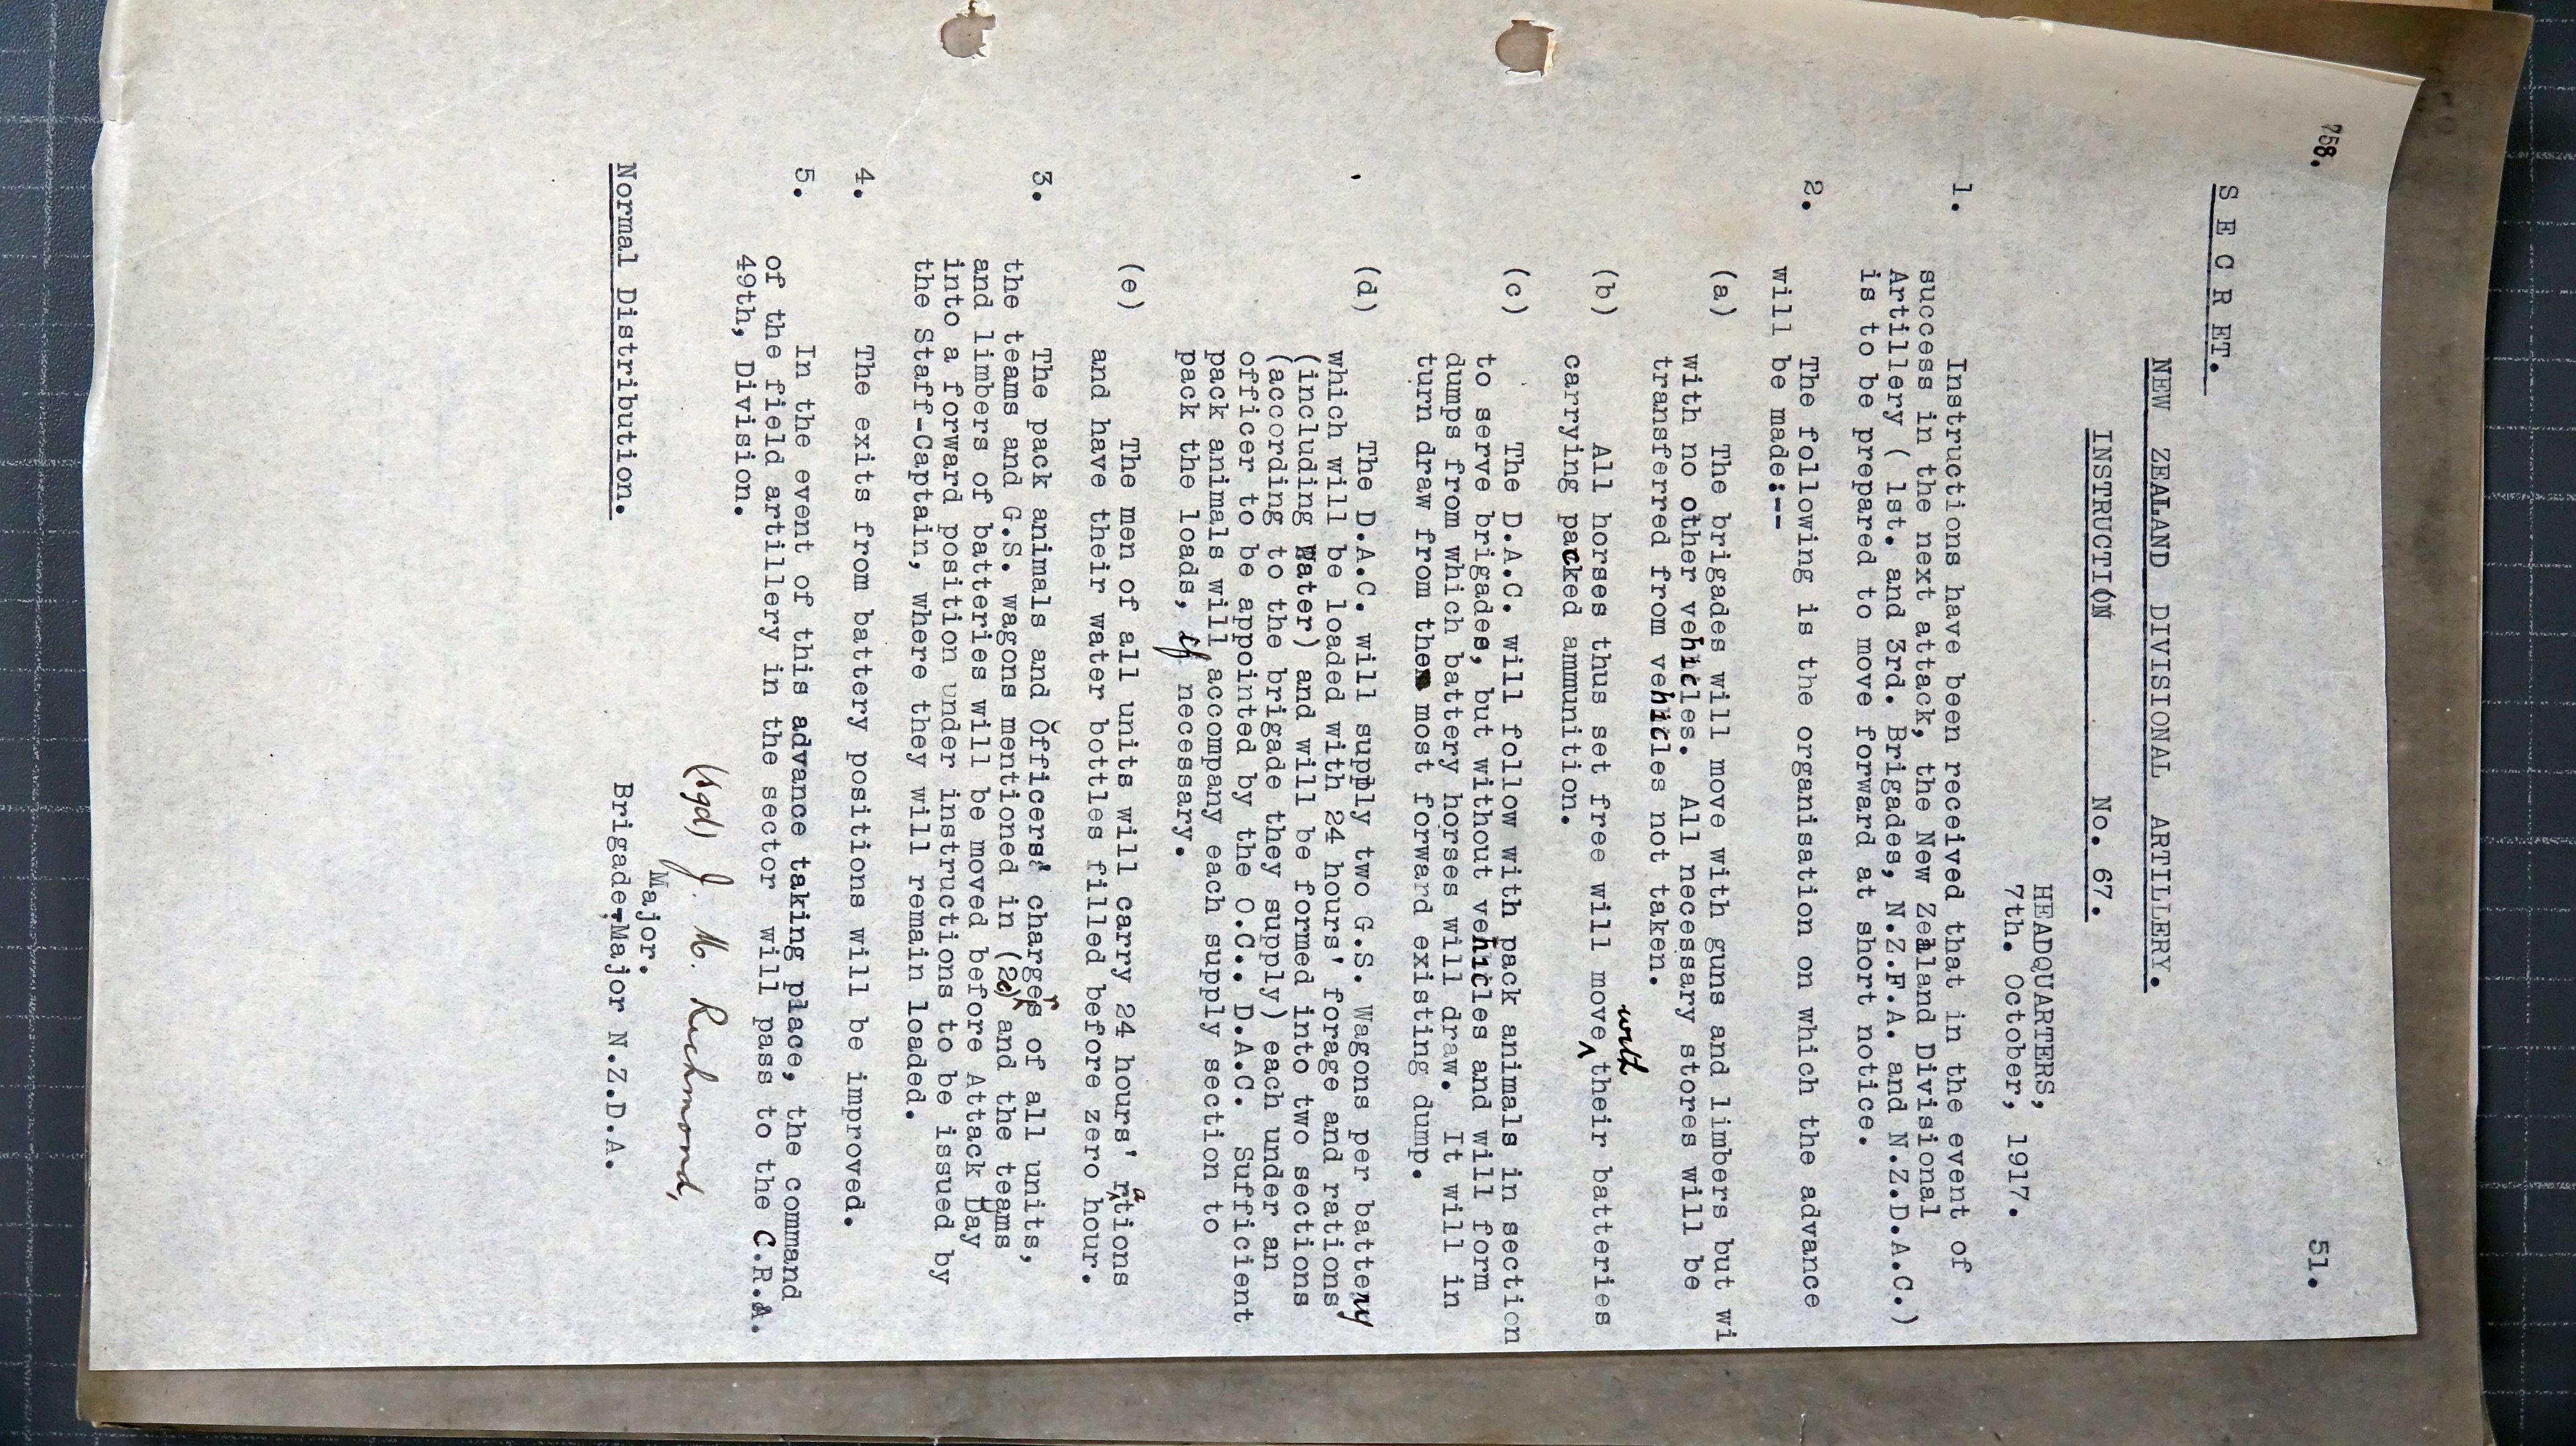 758.
51.
S E C R ET.
NEW ZEALAND DIVISIONAL ARTILLERY.
INSTRUCTION No. 67.
HEADQUARTERS,
7th. October, 1917.
1. Instructions have been received that in the event of
success in the next attack, the New Zealand Divisional
Artillery ( 1st. and 3rd. Brigades, N.Z.F.A. and N.Z.D.A.C.)
is to be prepared to move forward at short notice.
2. The following is the organisation on which the advance
will be made:--
(a) The brigades will move with guns and limbers but wi
with no other vehicles. All necessary stores will be
transferred from vehicles not taken.
(b) All horses thus set free will move with their batteries
carrying packed ammunition.
(c) The D.A.C. will follow with pack animals in section
to serve brigades, but without vehicles and will form
dumps from which battery horses will draw. It will in
turn draw from the most forward existing dump.
(d) The D.A.C. will supply two G.S. Wagons per battery
which will be loaded with 24 hours' forage and rations
(including Water) and will be formed into two sections
(according to the brigade they supply) each under an
officer to be appointed by the O.C.. D.A.C. Sufficient
pack animals will accompany each supply section to
pack the loads, if necessary.
(e) The men of all units will carry 24 hours' rations
and have their water bottles filled before zero hour.
3. The pack animals and Officers' chargers of all units,
the teams and G.S. wagons mentioned in (2d) and the teams
and limbers of batteries will be moved before Attack Day
into a forward position under instructions to be issued by
the Staff-Captain, where they will remain loaded.
4. The exits from battery positions will be improved.
5. In the event of this advance taking place, the command
of the field artillery in the sector will pass to the C.R.A.
49th, Division.
(sgd) J. M. Richmond,
Major.
Normal Distribution.
Brigade-Major N.Z.D.A.